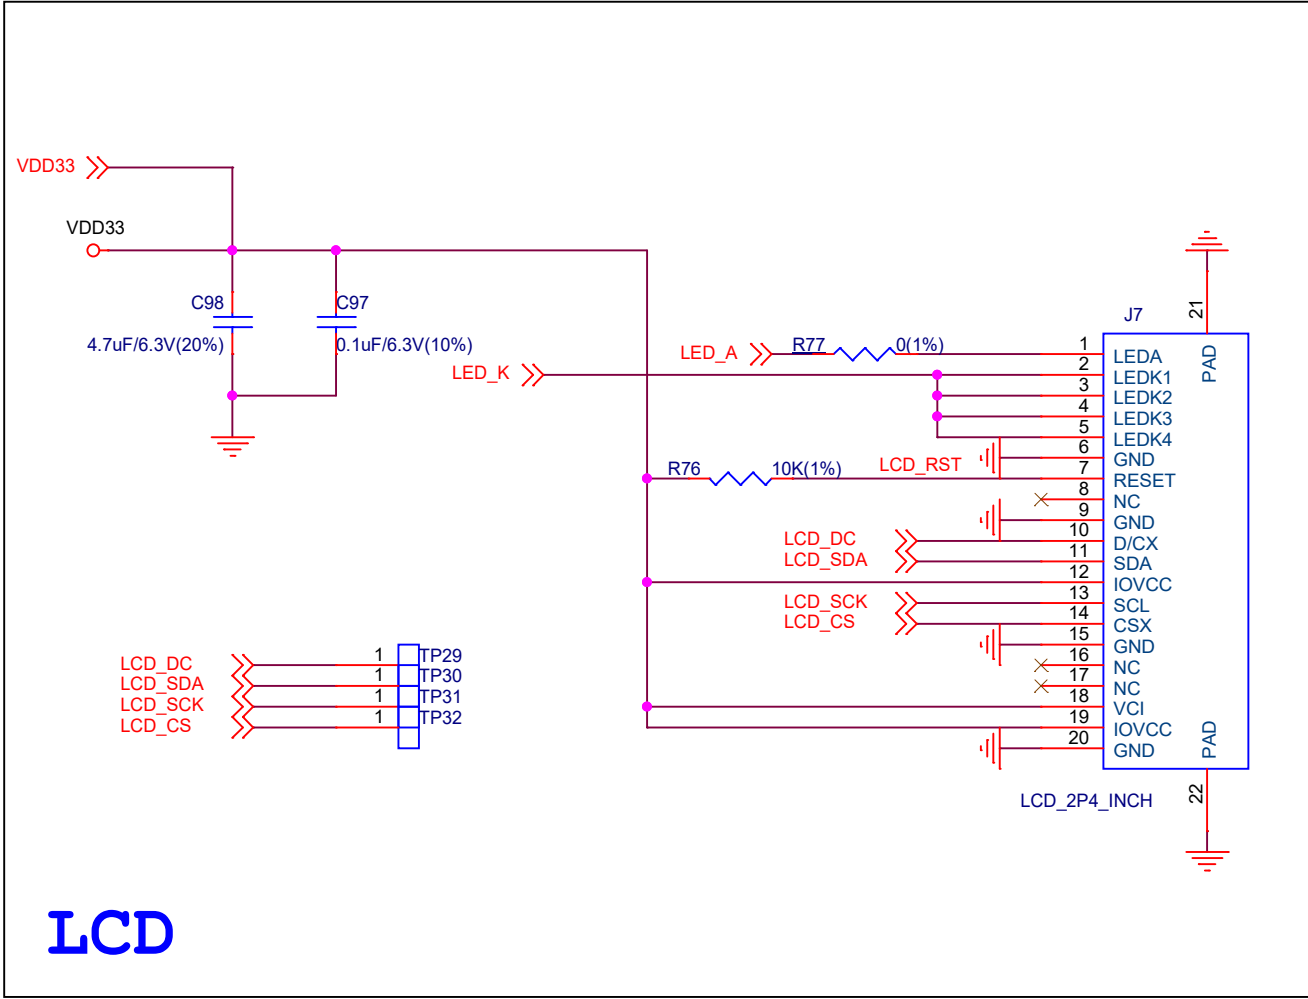 VDD33
VDD33
C98
C97
4.7uF/6.3V(20%)
0.1uF/6.3V(10%)
LED_K
LED_A
R77
0(1%)
R76
10K(1%)
LCD_RST
LCD_DC
LCD_SDA
LCD_SCK
LCD_CS
J7
21
PAD
1 LEDA
2 LEDK1
3 LEDK2
4 LEDK3
5 LEDK4
6 GND
7 RESET
8 NC
9 GND
10 D/CX
11 SDA
12 IOVCC
13 SCL
14 CSX
15 GND
16 NC
17 NC
18 VCI
19 IOVCC
20 GND
PAD
22
LCD_2P4_INCH
LCD_DC 1 TP29
LCD_SDA 1 TP30
LCD_SCK 1 TP31
LCD_CS 1 TP32
LCD